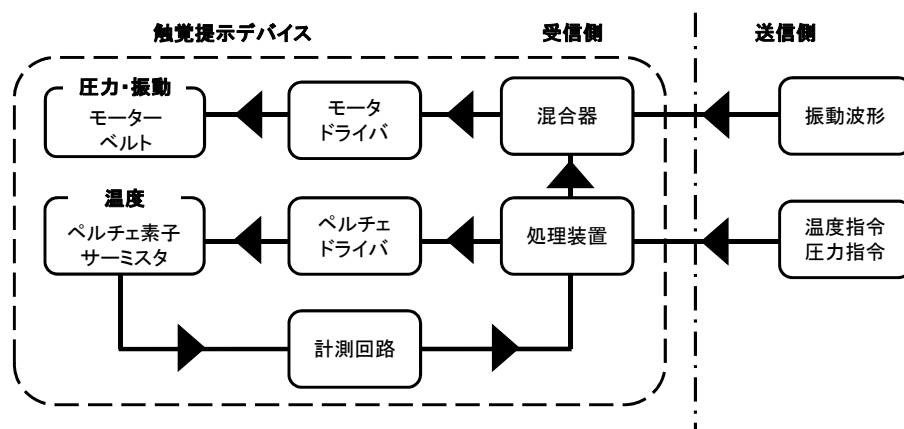 触覚提示デバイス
受信側
送信側
圧力・振動
モーター
ベルト
モータ
ドライバ
混合器
振動波形
温度
ペルチェ素子
サーミスタ
ペルチェ
ドライバ
処理装置
温度指令
圧力指令
計測回路